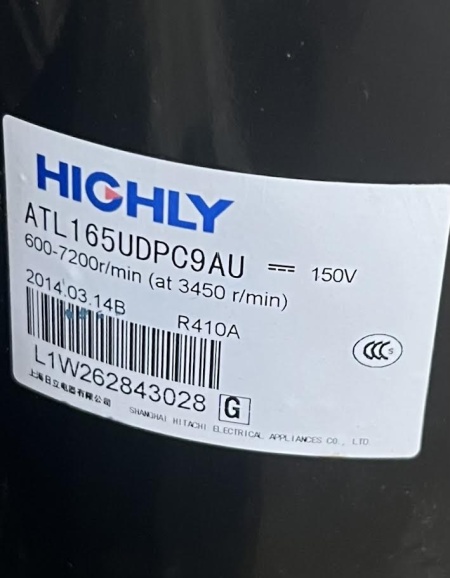 HIGHLY
ATL165UDPC9AU ⎓ 150V
600-7200r/min (at 3450 r/min)
2014.03.14B R410A
L1W262843028 G
CCC S
上海日立电器有限公司 SHANGHAI HITACHI ELECTRICAL APPLIANCES CO., LTD